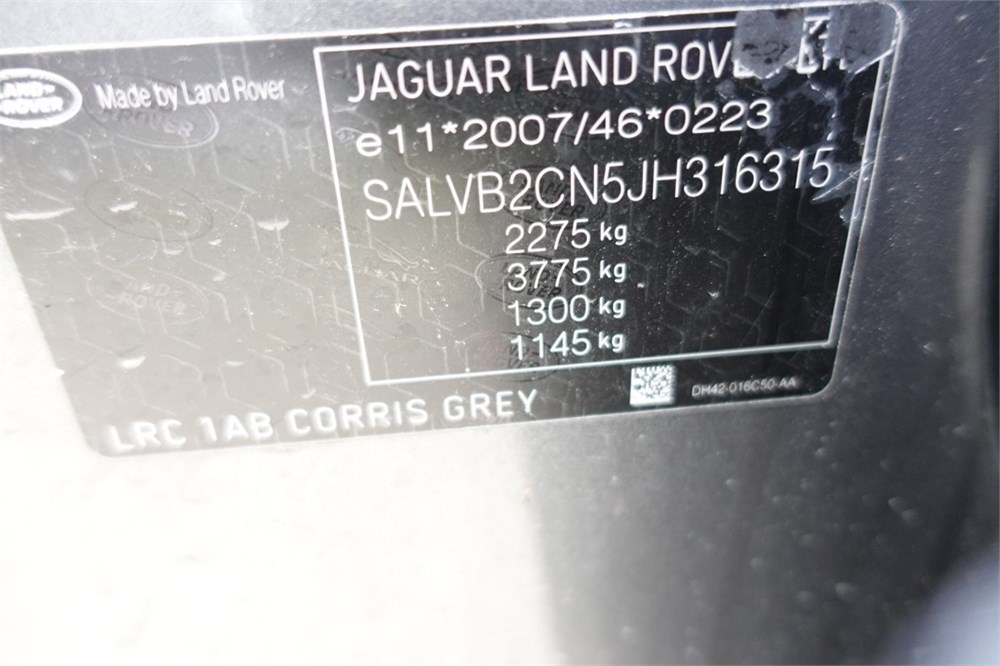 LAND-
ROVER
Made by Land Rover
JAGUAR LAND ROVER
e11*2007/46*0223
SALVB2CN5JH316315
2275 kg
3775 kg
1300 kg
1145 kg
DH42-016C50-AA
LRC 1AB CORRIS GREY